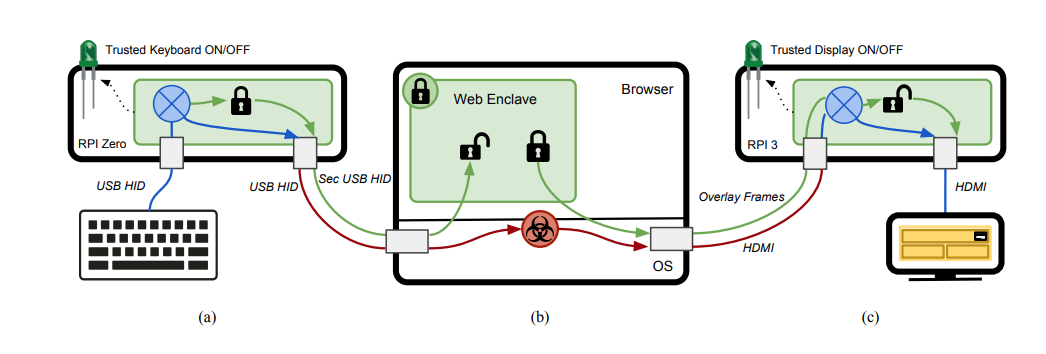 Trusted Keyboard ON/OFF
RPI Zero
USB HID
USB HID
Sec USB HID
(a)
Web Enclave
Browser
OS
(b)
Trusted Display ON/OFF
RPI 3
Overlay Frames
HDMI
HDMI
(c)